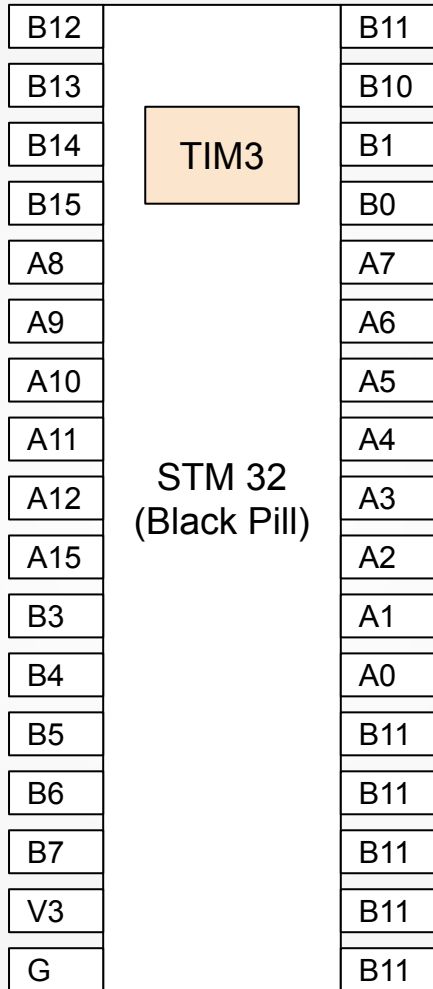 B12
B11
B13
B10
B14
B1
TIM3
B15
B0
A8
A7
A9
A6
A10
A5
A11
A4
STM 32
(Black Pill)
A12
A3
A15
A2
B3
A1
B4
A0
B5
B11
B6
B11
B7
B11
V3
B11
G
B11